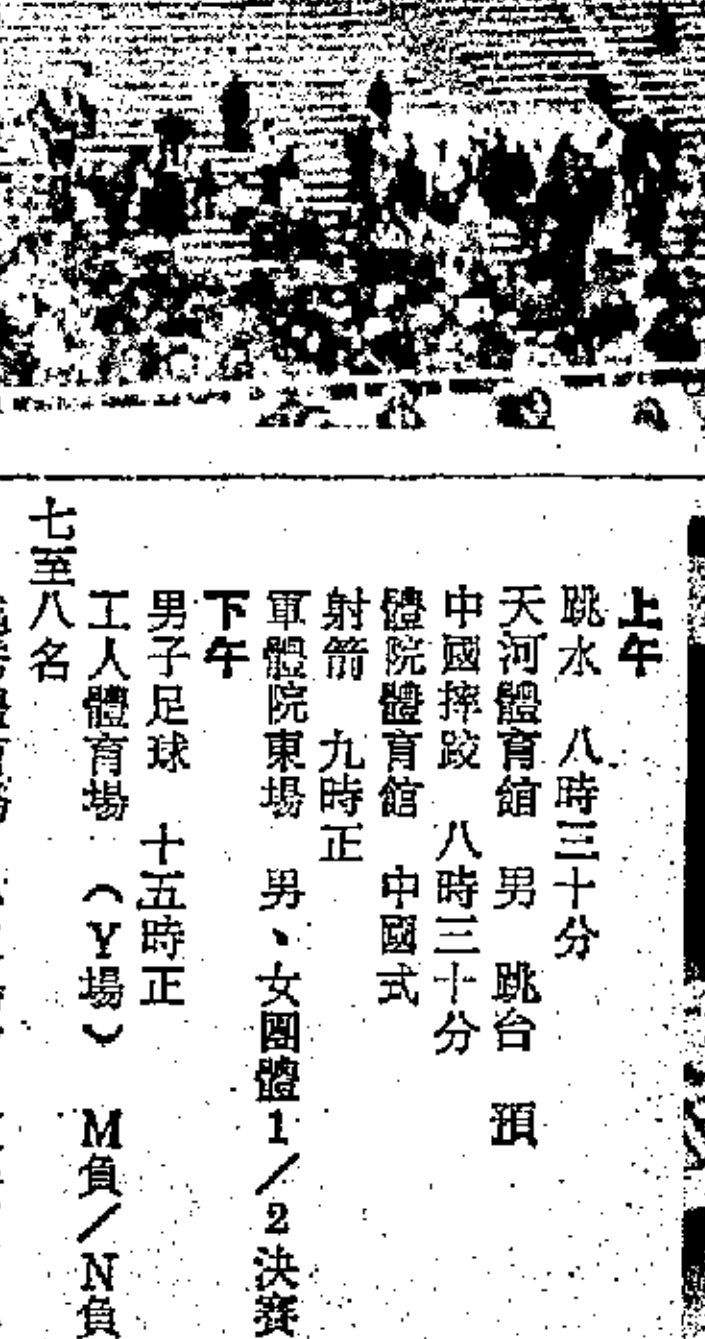 上午
跳水　八時三十分
天河體育館　男　跳台　預
中國摔跤　八時三十分
體院體育館　中國式
射箭　九時正
軍體院東場　男、女團體1／2決賽
下午
男子足球　十五時正
工人體育場　（Y場）　M負／N負
七至八名